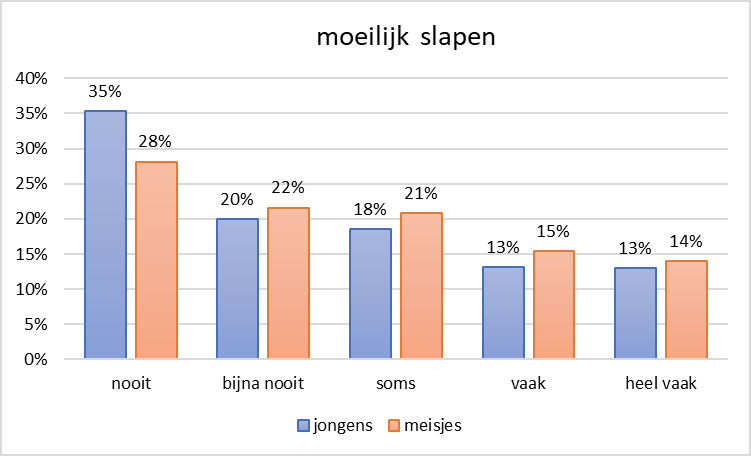 moeilijk slapen
40%
35%
30%
25%
20%
15%
10%
5%
0%
35%
28%
20%
22%
18%
21%
13%
15%
13%
14%
nooit
bijna nooit
soms
vaak
heel vaak
jongens
meisjes